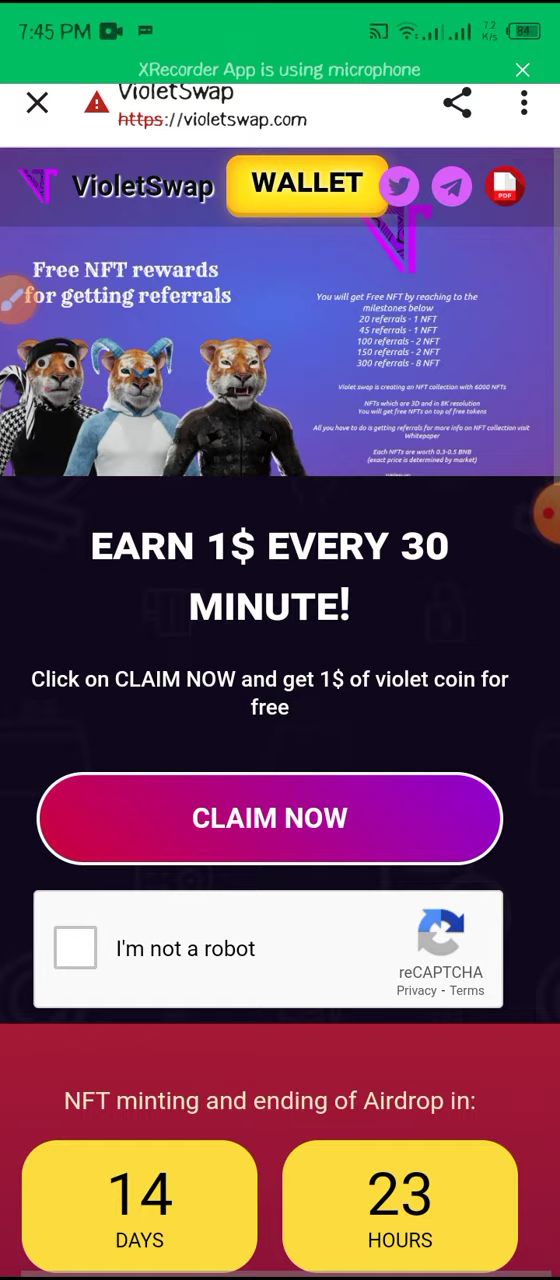 7:45 PM
7.2
K/s
84
XRecorder App is using microphone
VioletSwap
https://violetswap.com
VioletSwap
WALLET
PDF
Free NFT rewards
for getting referrals
You will get Free NFT by reaching to the
milestones below
20 referrals - 1 NFT
45 referrals - 1 NFT
100 referrals - 2 NFT
150 referrals - 2 NFT
300 referrals - 8 NFT
Violet swap is creating an NFT collection with 6000 NFTs
NFTs which are 3D and in 8K resolution
You will get free NFTs on top of free tokens
All you have to do is getting referrals for more info on NFT collection visit
Whitepaper
Each NFTs are worth 0.3-0.5 BNB
(exact price is determined by market)
EARN 1$ EVERY 30
MINUTE!
Click on CLAIM NOW and get 1$ of violet coin for
free
CLAIM NOW
I'm not a robot
reCAPTCHA
Privacy - Terms
NFT minting and ending of Airdrop in:
14
23
DAYS
HOURS